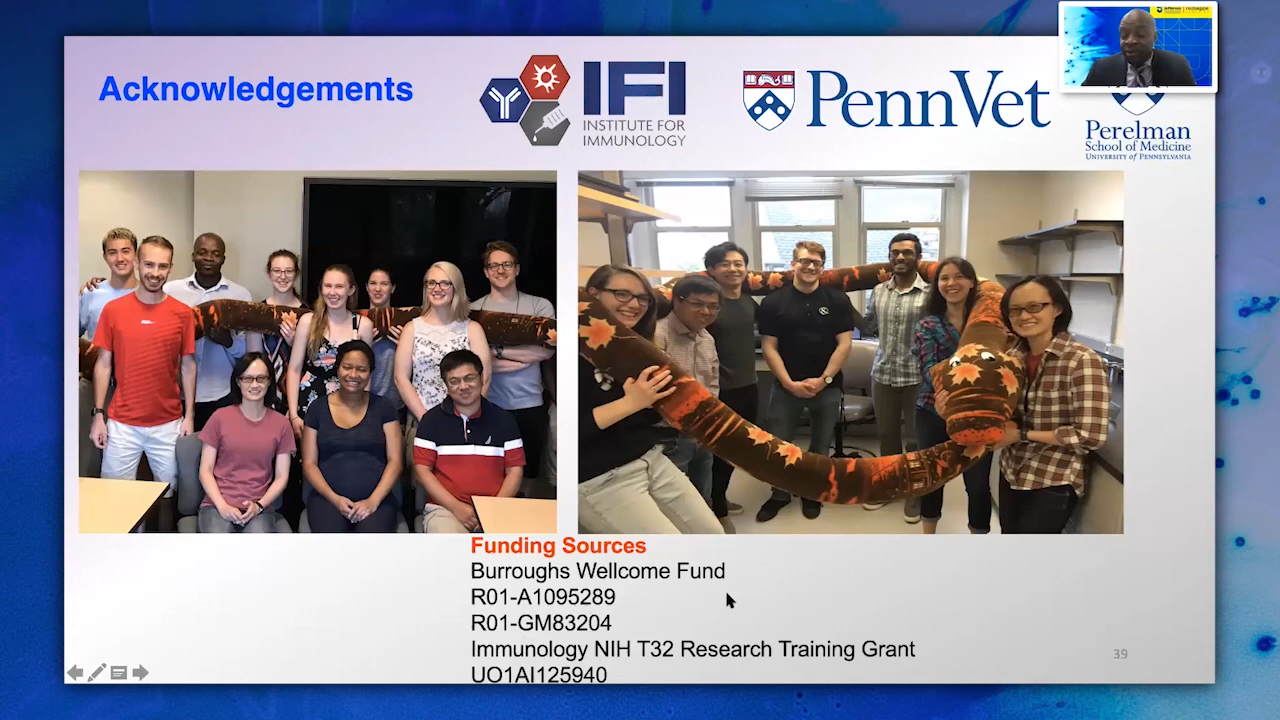 Acknowledgements
IFI
INSTITUTE FOR
IMMUNOLOGY
PennVet
Perelman
School of Medicine
UNIVERSITY of PENNSYLVANIA
Jefferson
Funding Sources
Burroughs Wellcome Fund
R01-A1095289
R01-GM83204
Immunology NIH T32 Research Training Grant
UO1AI125940
39